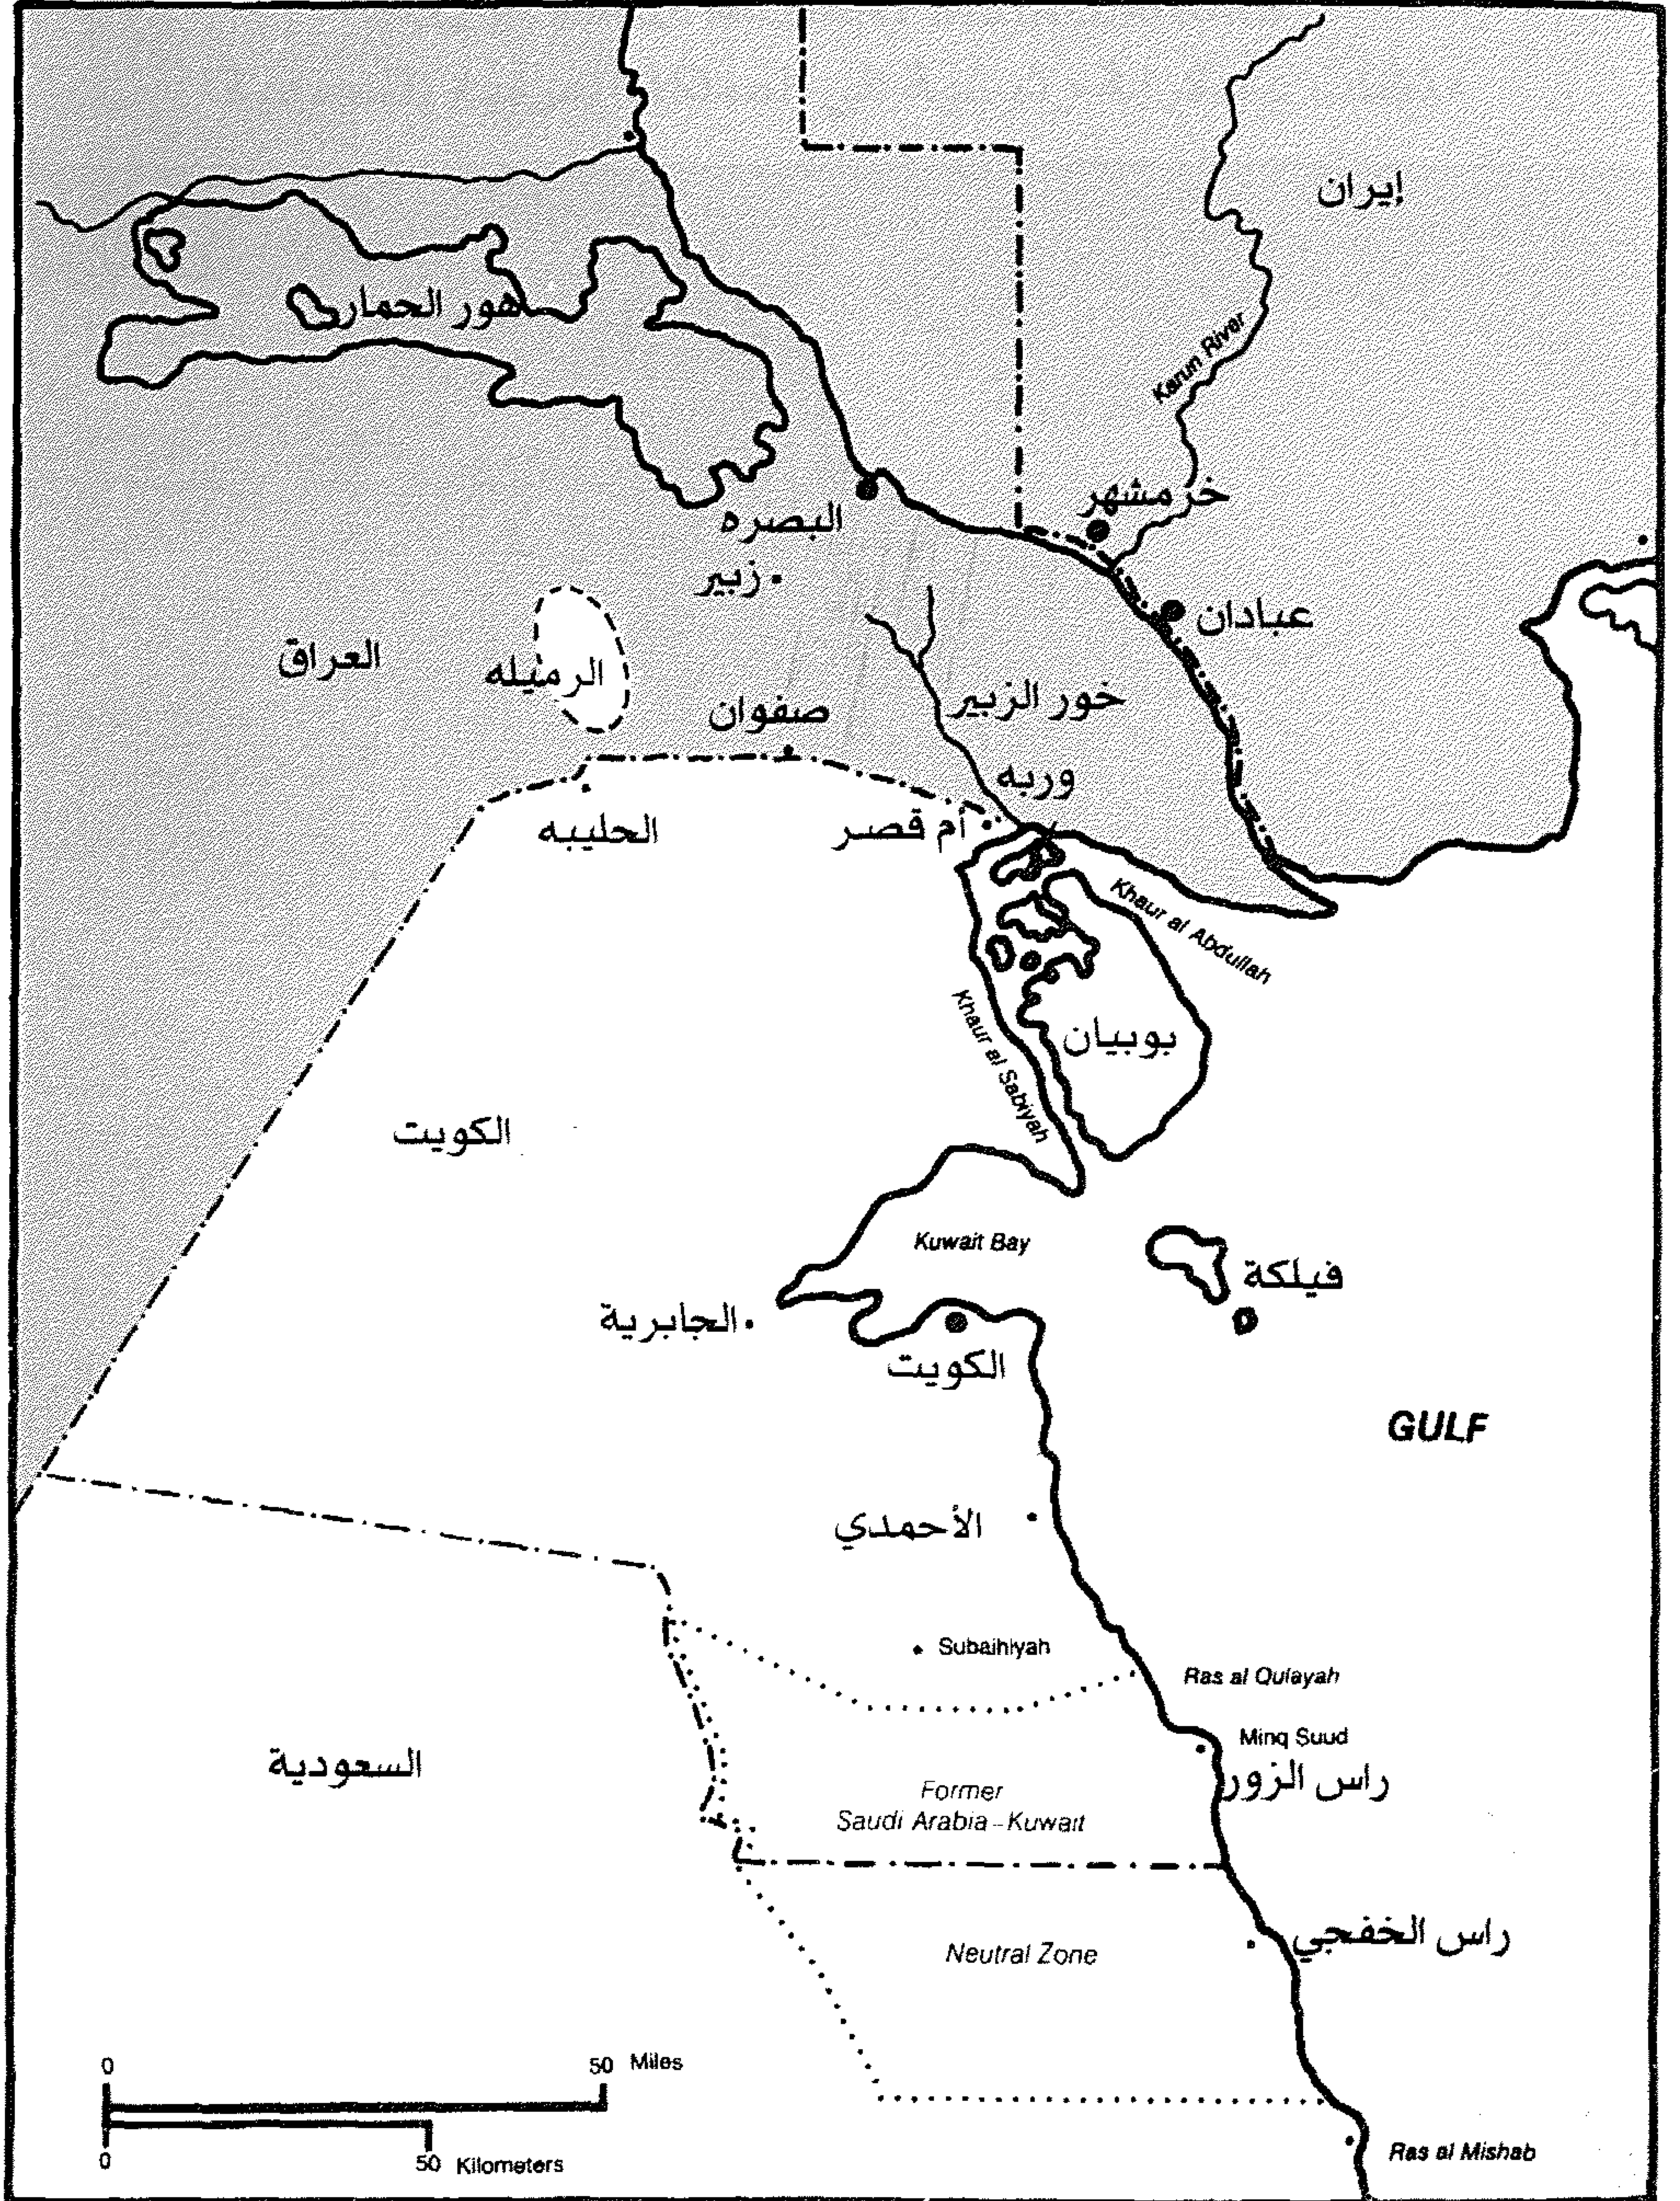 إيران
هور الحمار
Karun River
خرمشهر
البصره
زبير
عبادان
العراق
الرميله
خور الزبير
صفوان
وربه
الحليبه
أم قصر
Khaur al Abdullah
Khaur al Sabiyah
بوبيان
الكويت
Kuwait Bay
فيلكة
الجابرية
الكويت
GULF
الأحمدي
Subaihiyah
Ras al Qulayah
Minq Suud
السعودية
راس الزور
Former
Saudi Arabia–Kuwait
راس الخفجي
Neutral Zone
0 50 Miles
0 50 Kilometers
Ras al Mishab